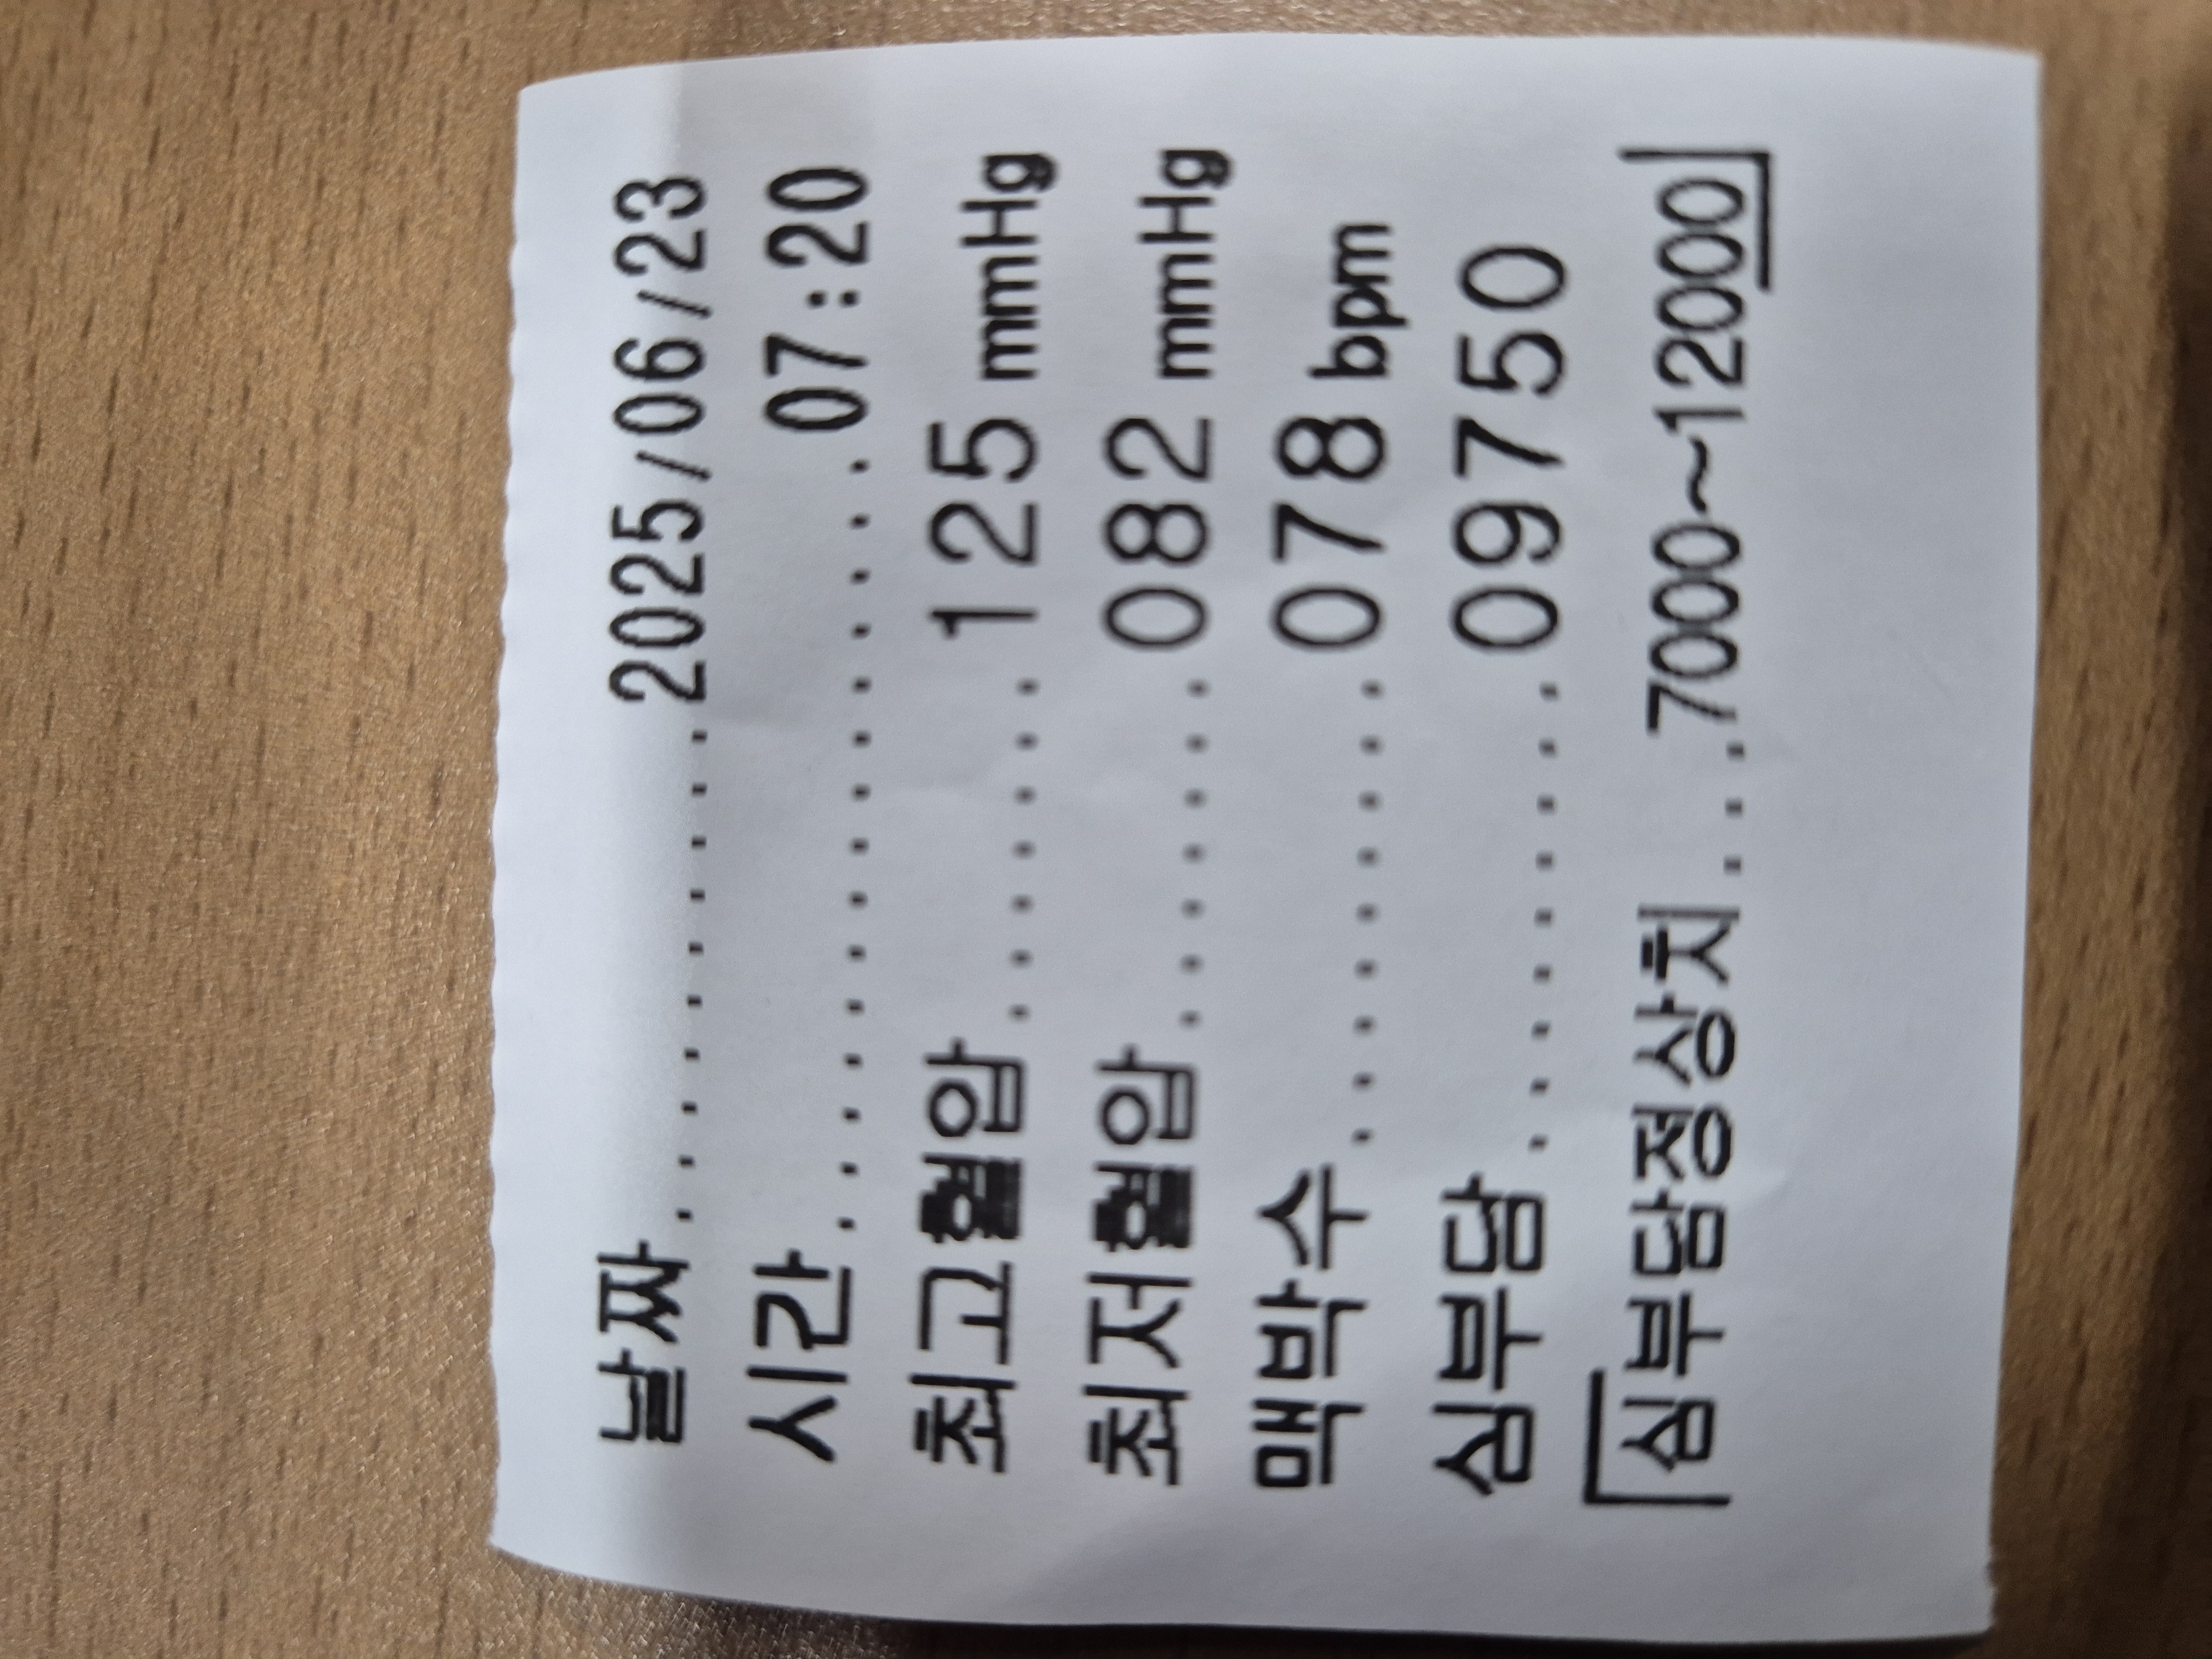 날짜..........2025/06/23
시간...............07:20
최고혈압.......125 mmHg
최저혈압.......082 mmHg
맥박수.........078 bpm
심부담.........09750
[심부담정상치...7000~12000]